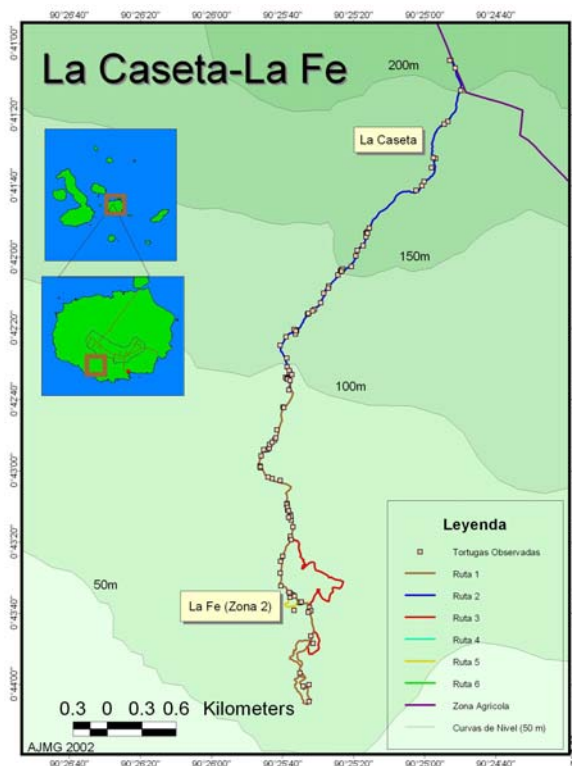 90°26'40" 90°26'20" 90°26'00" 90°25'40" 90°25'20" 90°25'00" 90°24'40"
La Caseta-La Fe
200m
La Caseta
150m
100m
50m
La Fe (Zona 2)
0°41'00"
0°41'20"
0°41'40"
0°42'00"
0°42'20"
0°42'40"
0°43'00"
0°43'20"
0°43'40"
0°44'00"
Leyenda
Tortugas Observadas
Ruta 1
Ruta 2
Ruta 3
Ruta 4
Ruta 5
Ruta 6
Zona Agrícola
Curvas de Nivel (50 m)
0.3 0 0.3 0.6 Kilometers
AJMG 2002
90°26'40" 90°26'20" 90°26'00" 90°25'40" 90°25'20" 90°25'00" 90°24'40"